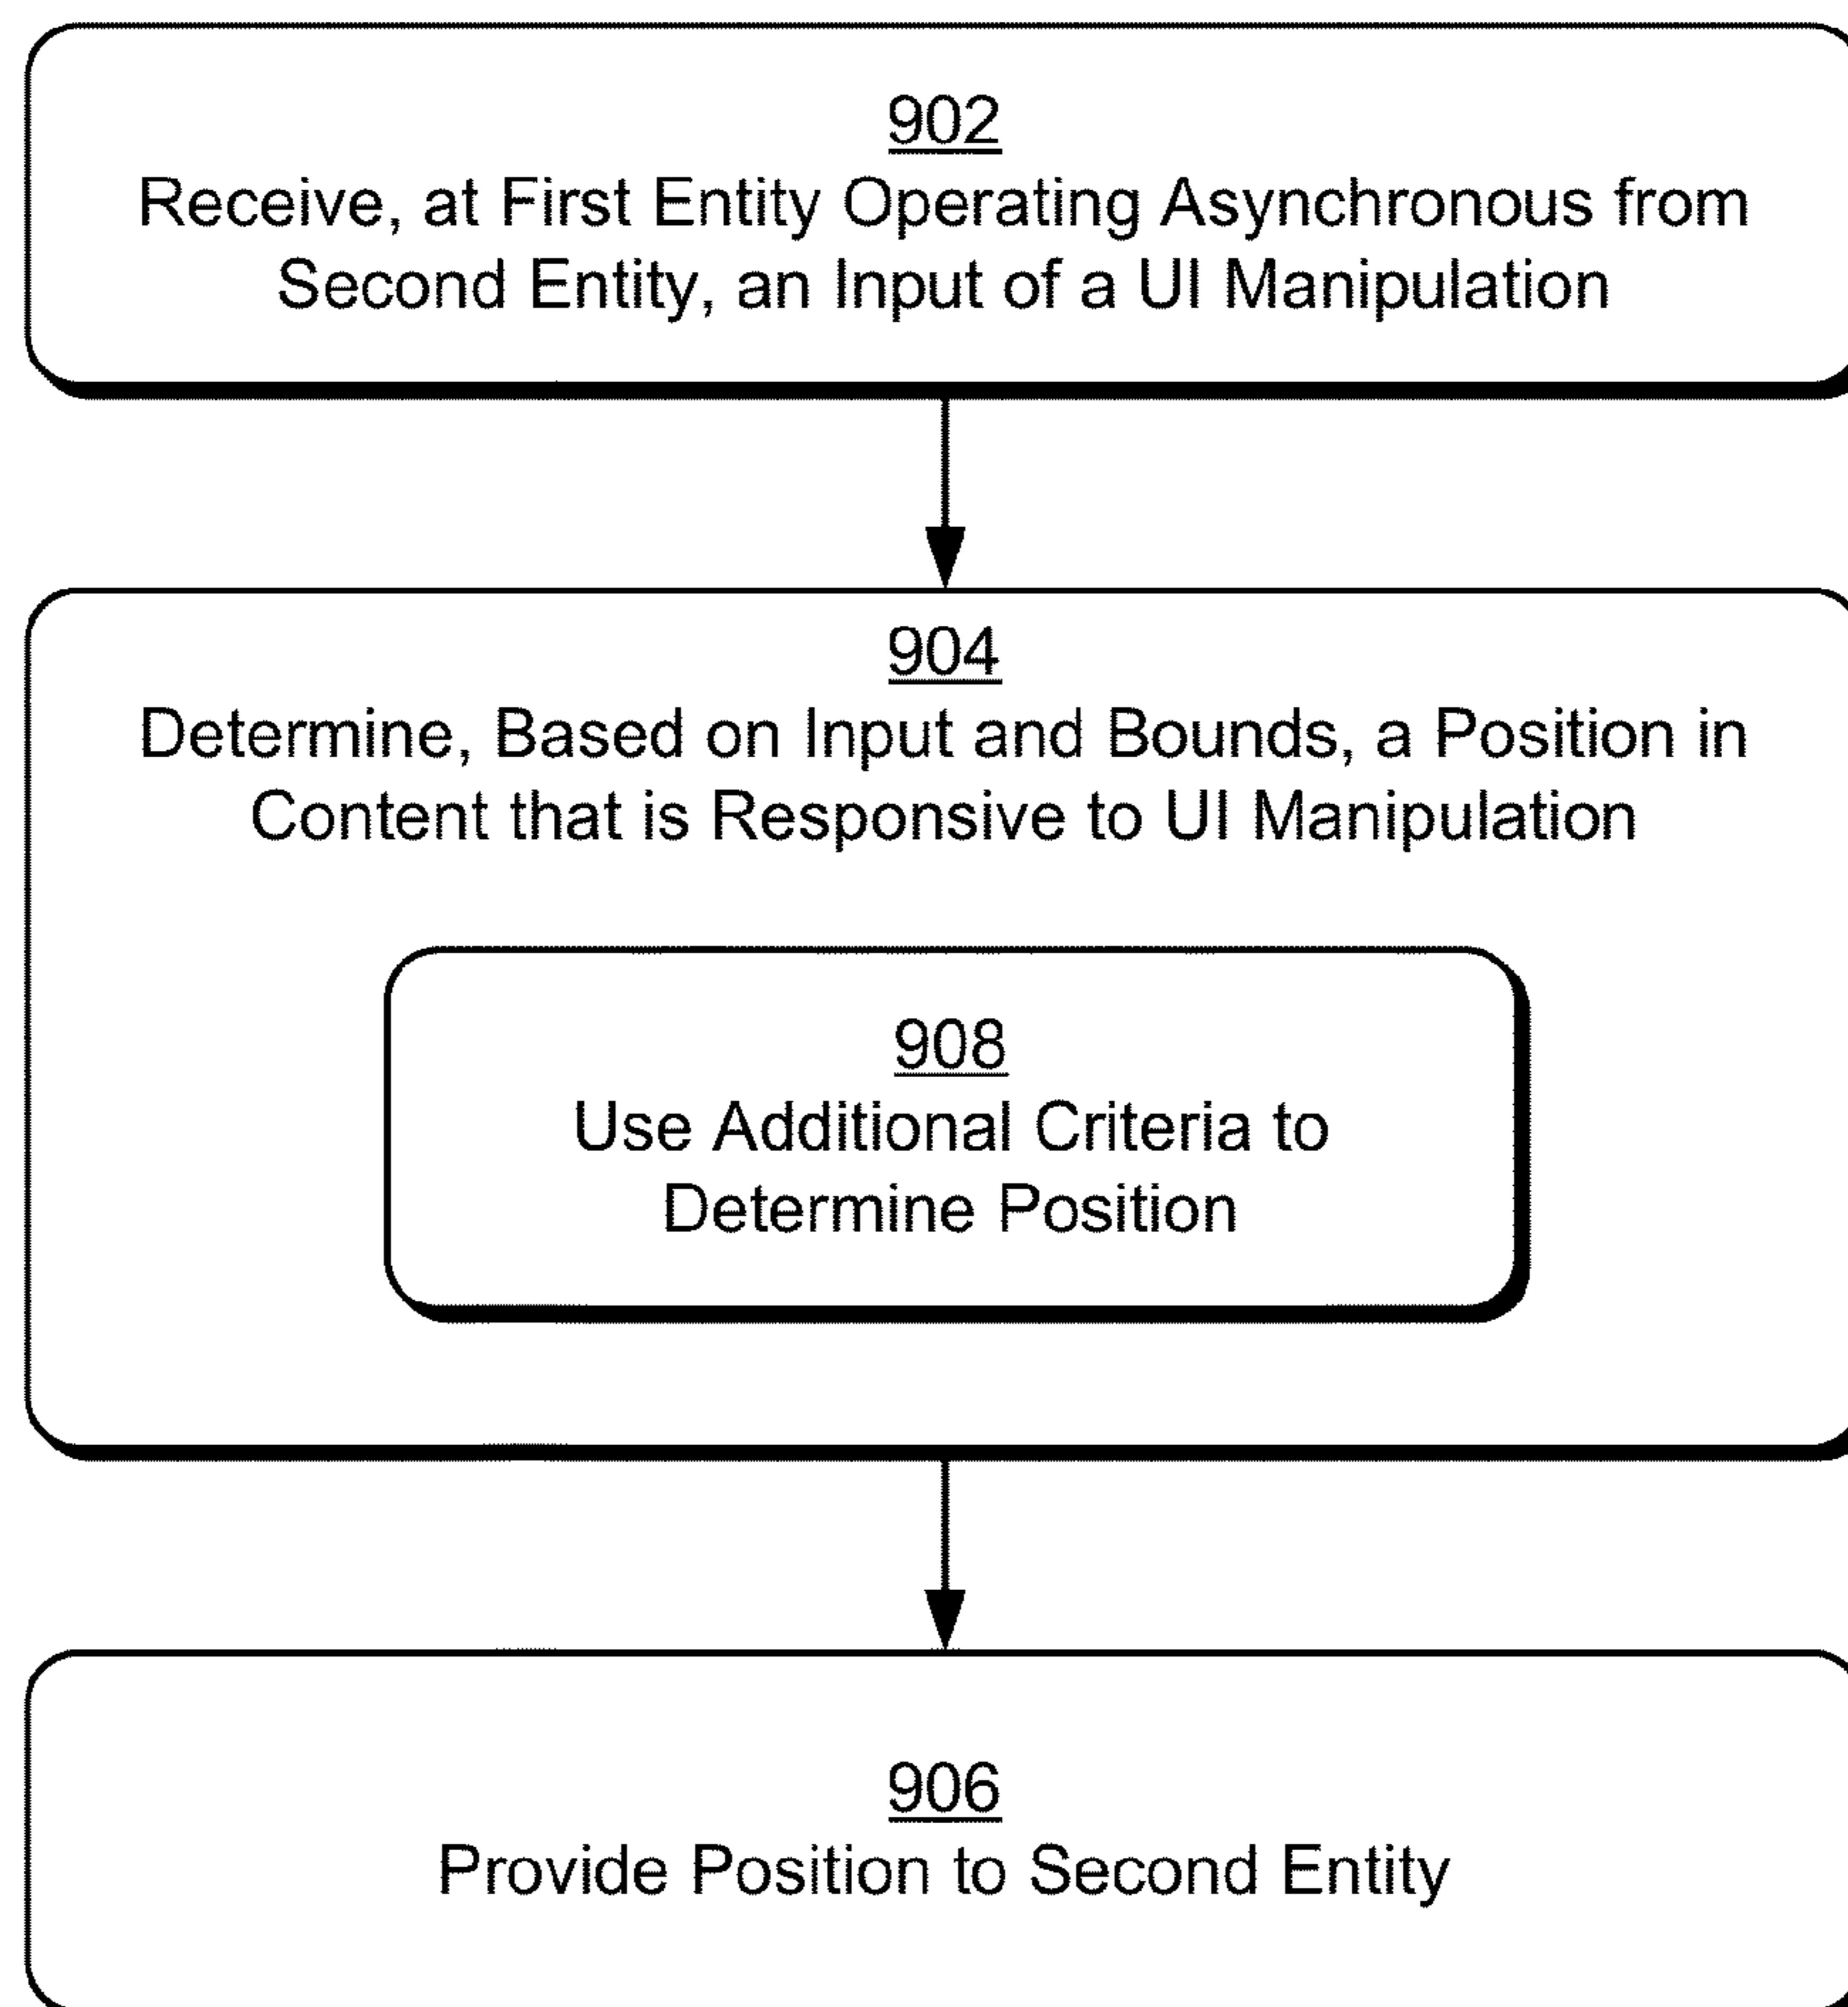 902
Receive, at First Entity Operating Asynchronous from
Second Entity, an Input of a UI Manipulation
904
Determine, Based on Input and Bounds, a Position in
Content that is Responsive to UI Manipulation
908
Use Additional Criteria to
Determine Position
906
Provide Position to Second Entity